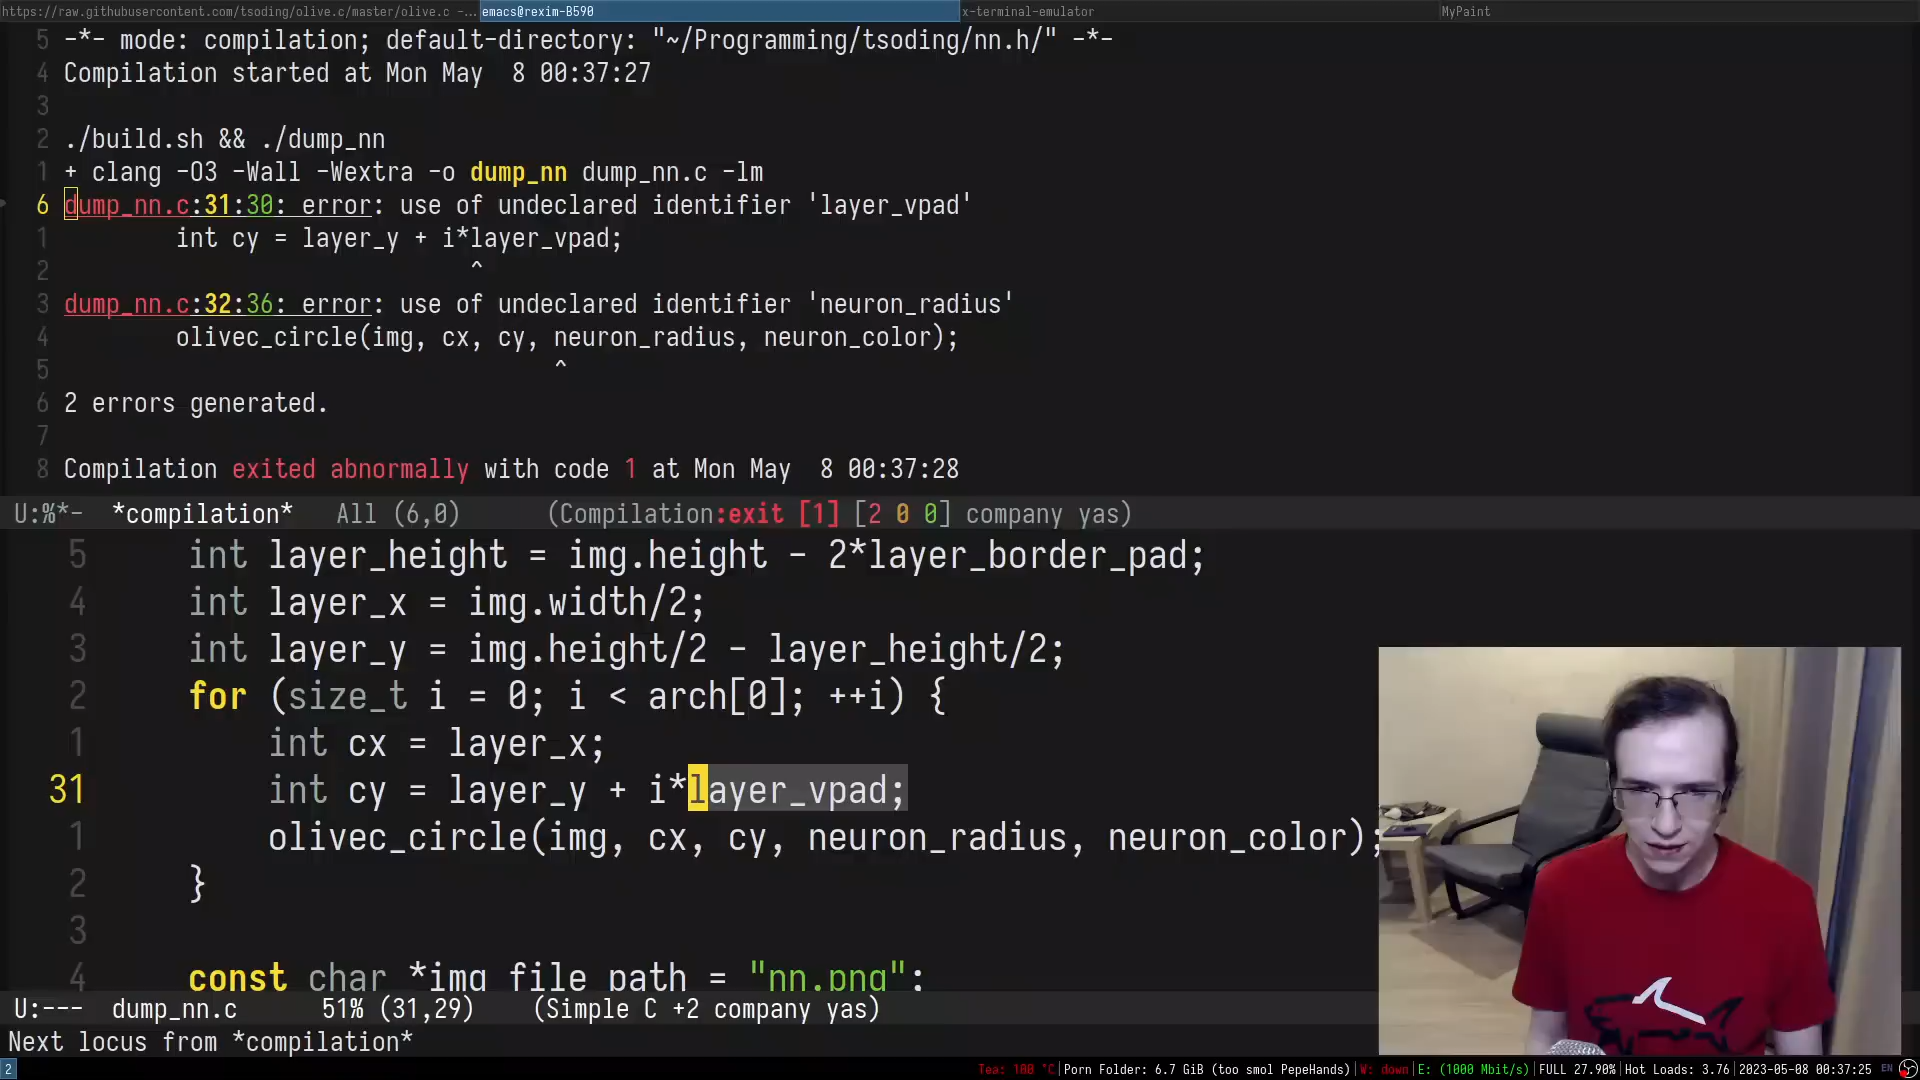 https://raw.githubusercontent.com/tsoding/olive.c/master/olive.c -... emacs@rexim-B590 x-terminal-emulator MyPaint
5 -*- mode: compilation; default-directory: "~/Programming/tsoding/nn.h/" -*-
4 Compilation started at Mon May  8 00:37:27
3
2 ./build.sh && ./dump_nn
1 + clang -O3 -Wall -Wextra -o dump_nn dump_nn.c -lm
6 dump_nn.c:31:30: error: use of undeclared identifier 'layer_vpad'
1         int cy = layer_y + i*layer_vpad;
2                              ^
3 dump_nn.c:32:36: error: use of undeclared identifier 'neuron_radius'
4         olivec_circle(img, cx, cy, neuron_radius, neuron_color);
5                                    ^
6 2 errors generated.
7
8 Compilation exited abnormally with code 1 at Mon May  8 00:37:28
U:%*-  *compilation*   All (6,0)      (Compilation:exit [1] [2 0 0] company yas)
5     int layer_height = img.height - 2*layer_border_pad;
4     int layer_x = img.width/2;
3     int layer_y = img.height/2 - layer_height/2;
2     for (size_t i = 0; i < arch[0]; ++i) {
1         int cx = layer_x;
31         int cy = layer_y + i*layer_vpad;
1         olivec_circle(img, cx, cy, neuron_radius, neuron_color);
2     }
3
4     const char *img_file_path = "nn.png";
U:---  dump_nn.c      51% (31,29)    (Simple C +2 company yas)
Next locus from *compilation*
2 Tea: 100 °C|Porn Folder: 6.7 GiB (too smol PepeHands)|W: down|E: (1000 Mbit/s)|FULL 27.90%|Hot Loads: 3.76|2023-05-08 00:37:25 EN